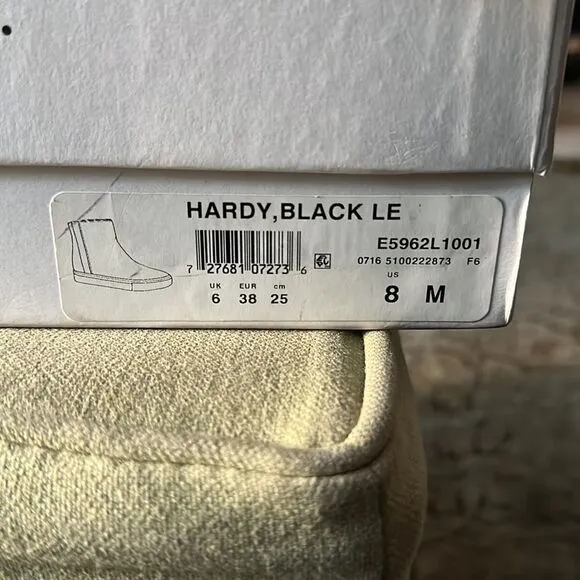 HARDY,BLACK LE
E5962L1001
7 27681 07273 6
0716 5100222873 F6
UK EUR cm US
6 38 25 8 M